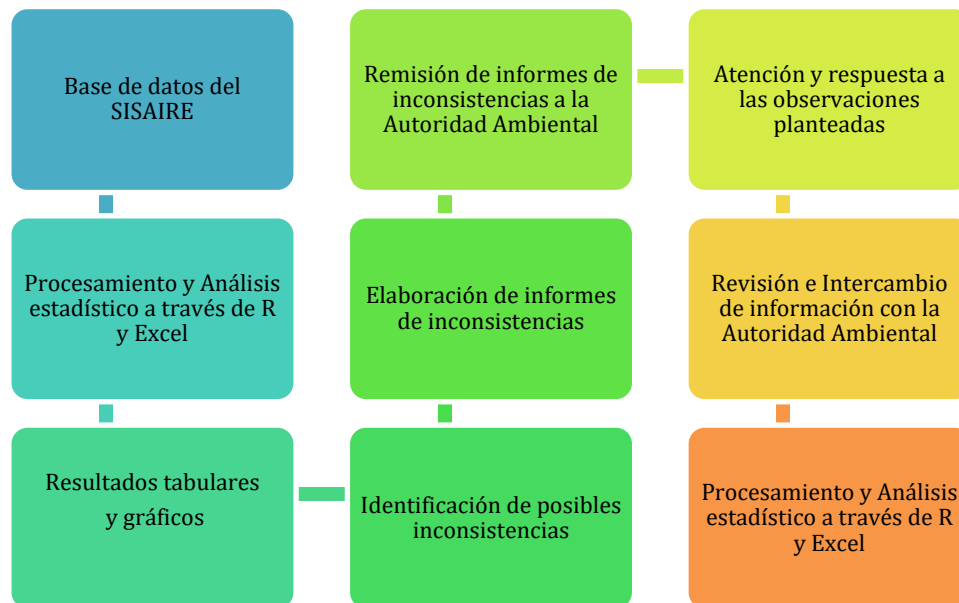 Base de datos del
SISAIRE
Procesamiento y Análisis
estadístico a través de R
y Excel
Resultados tabulares
y gráficos
Identificación de posibles
inconsistencias
Elaboración de informes
de inconsistencias
Remisión de informes de
inconsistencias a la
Autoridad Ambiental
Atención y respuesta a
las observaciones
planteadas
Revisión e Intercambio
de información con la
Autoridad Ambiental
Procesamiento y Análisis
estadístico a través de R
y Excel